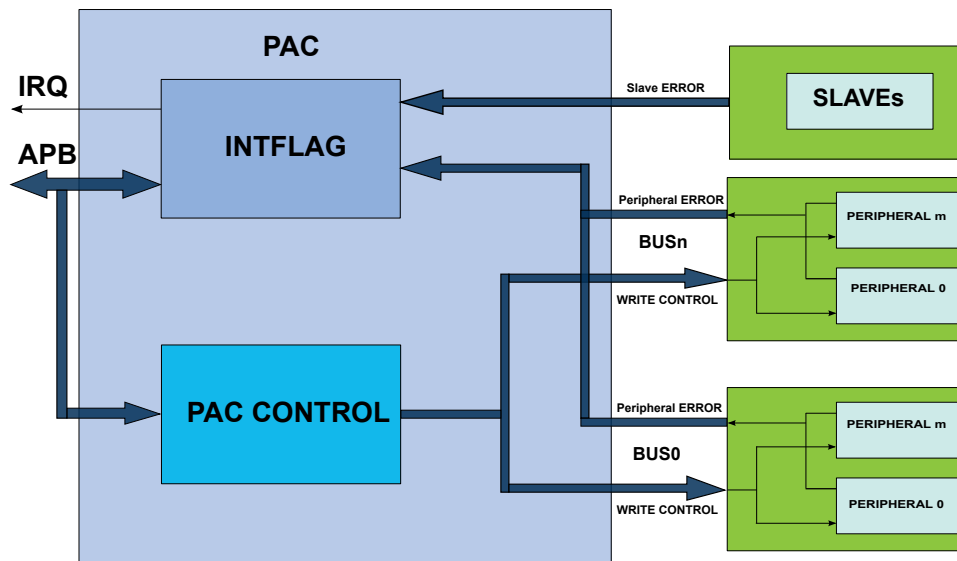 PAC
IRQ
Slave ERROR
SLAVEs
INTFLAG
APB
Peripheral ERROR
PERIPHERAL m
BUSn
PERIPHERAL 0
WRITE CONTROL
PAC CONTROL
Peripheral ERROR
PERIPHERAL m
BUS0
PERIPHERAL 0
WRITE CONTROL